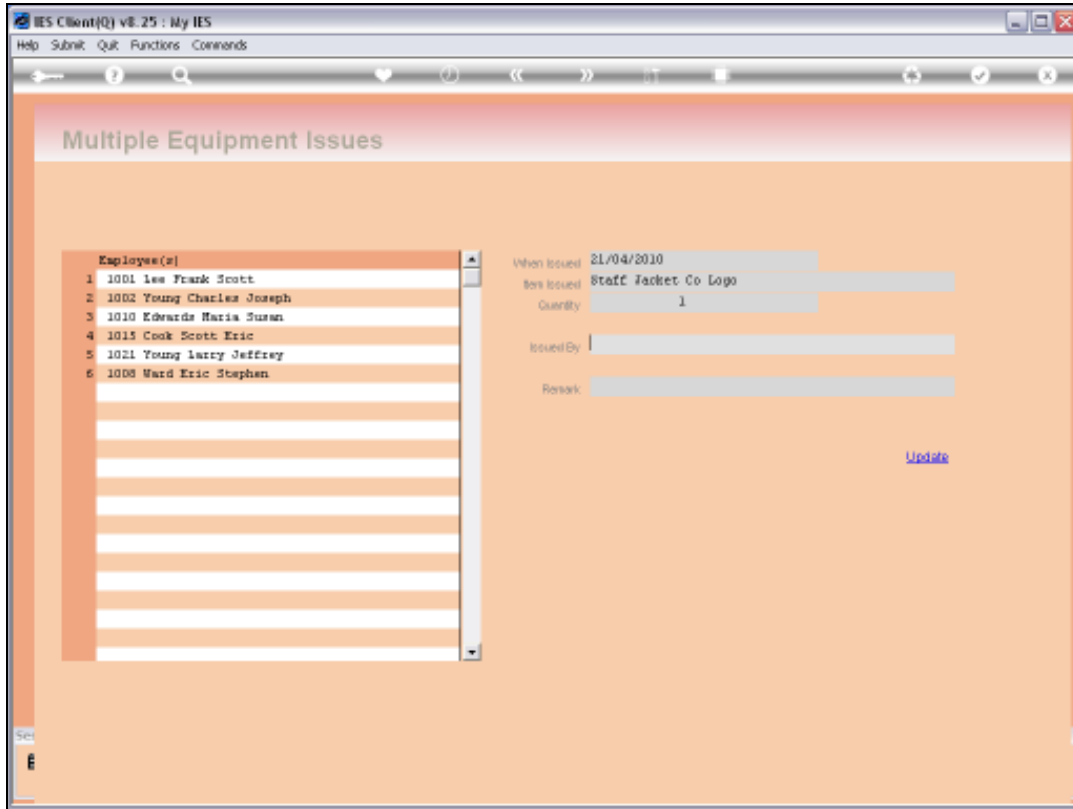 IES Client(Q) v8.25 : My IES
Help Submit Quit Functions Commands
Multiple Equipment Issues
Employee(s)
1 1001 Lee Frank Scott
2 1002 Young Charles Joseph
3 1010 Edwards Maria Susan
4 1015 Cook Scott Eric
5 1021 Young Larry Jeffrey
6 1008 Ward Eric Stephen
When Issued 21/04/2010
Item Issued Staff Jacket Co Logo
Quantity 1
Issued By
Remark
Update